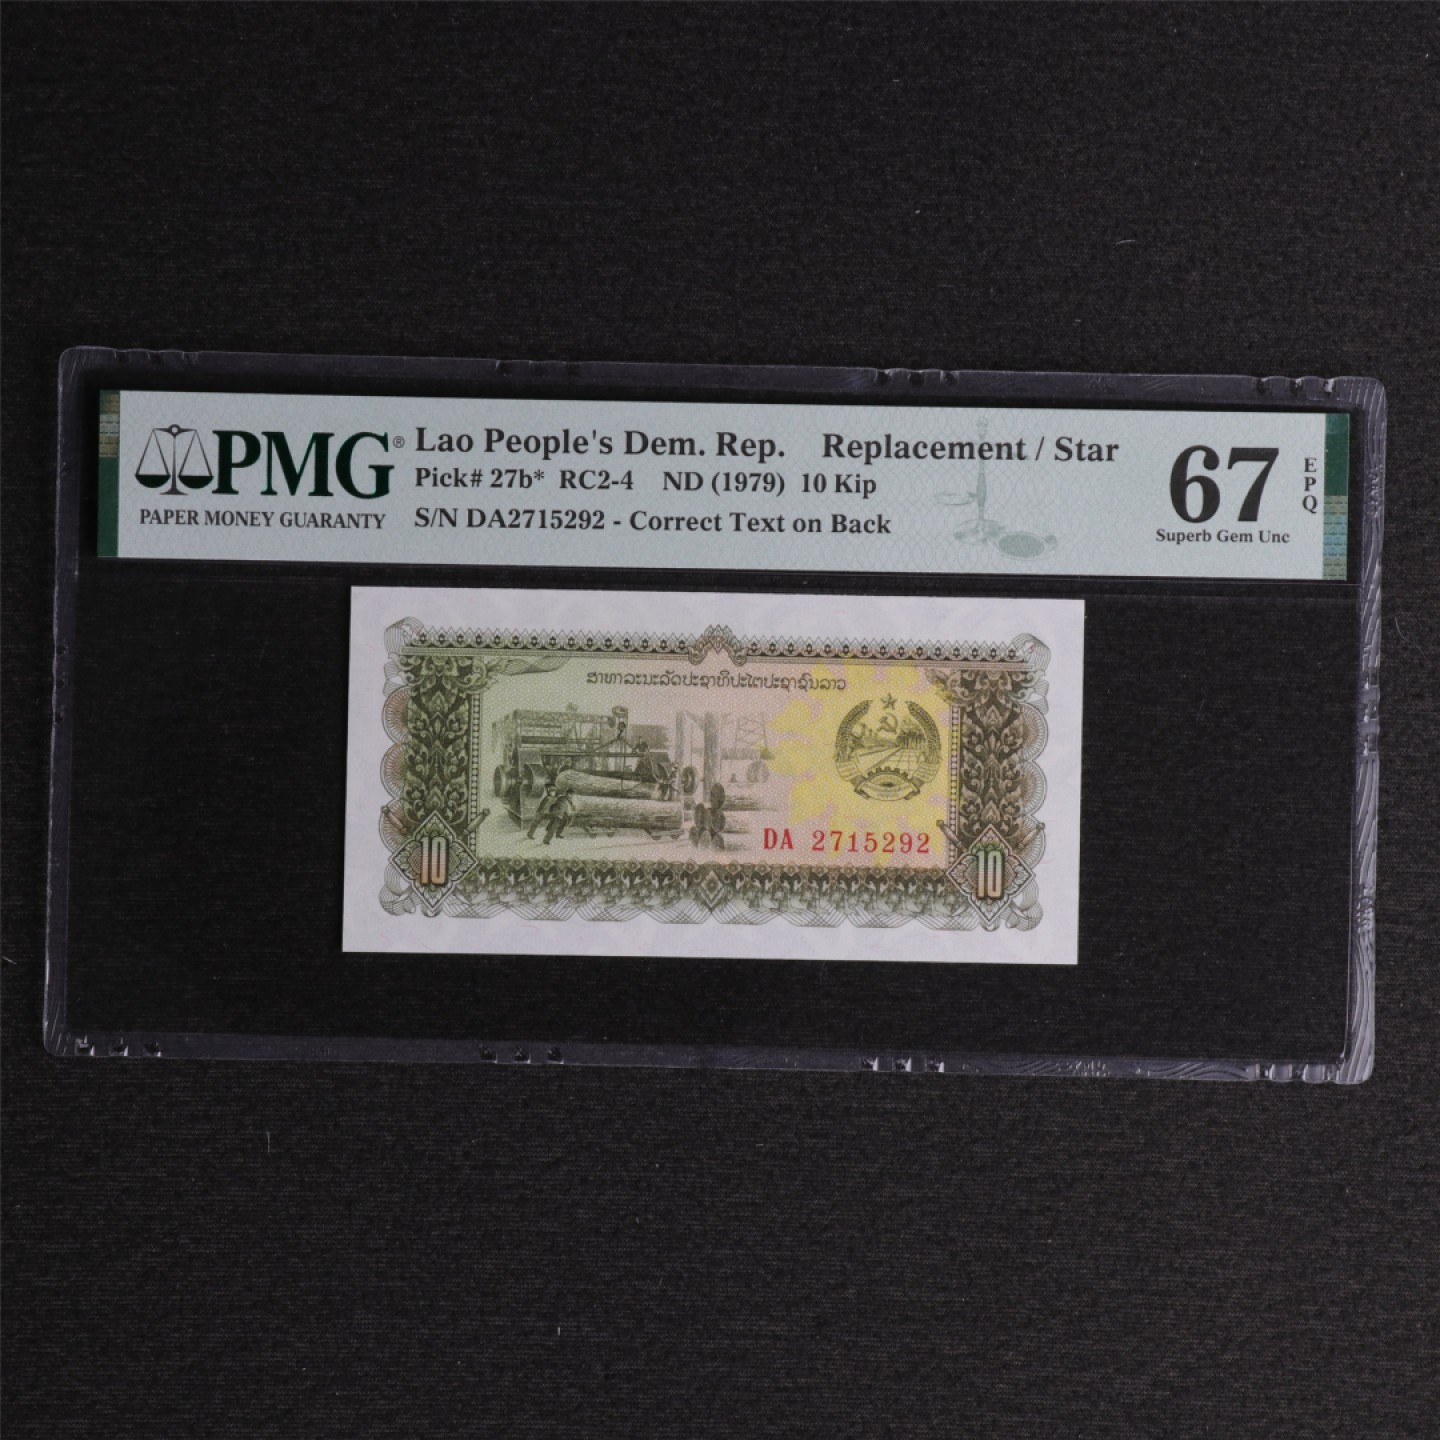 PMG®
PAPER MONEY GUARANTY
Lao People's Dem. Rep. Replacement / Star
Pick# 27b* RC2-4 ND (1979) 10 Kip
S/N DA2715292 - Correct Text on Back
67
EPQ
Superb Gem Unc
ສາທາລະນະລັດປະຊາທິປະໄຕປະຊາຊົນລາວ
DA 2715292
10
10